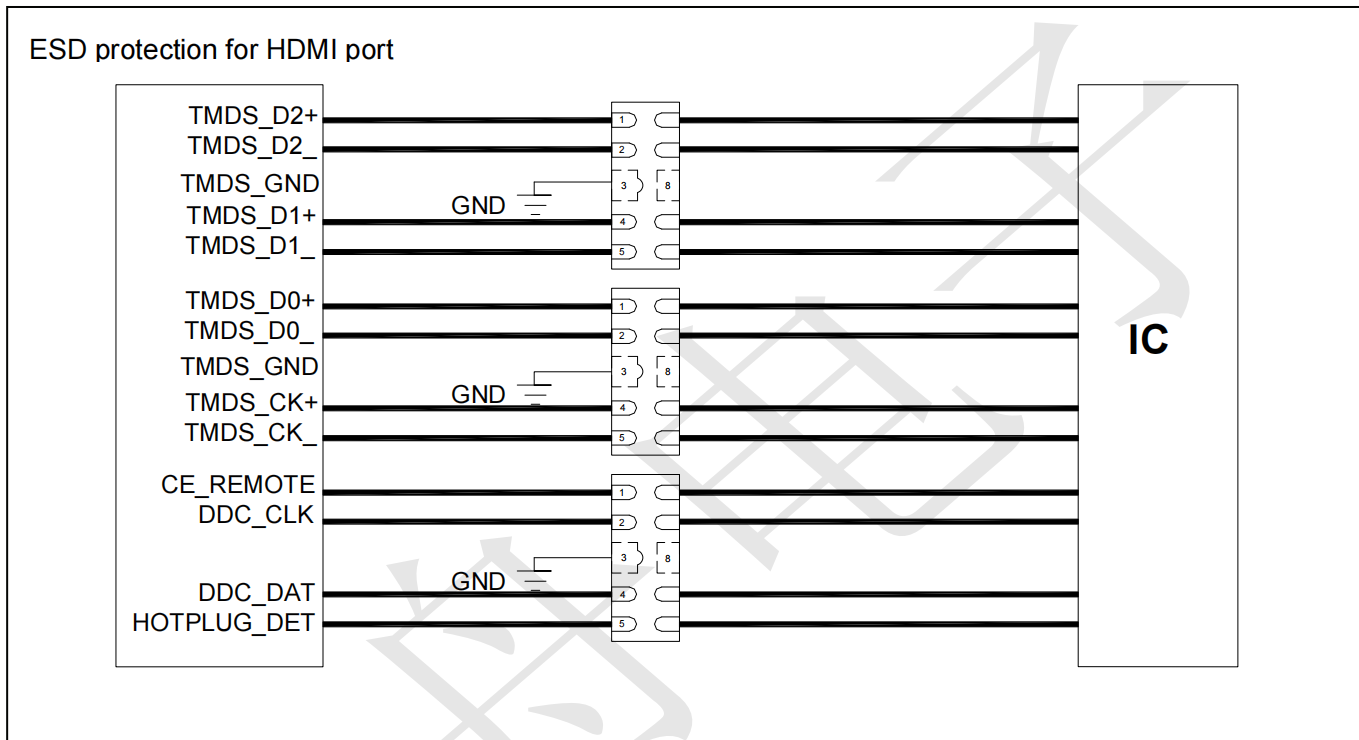 ESD protection for HDMI port
TMDS_D2+
1
TMDS_D2_
2
TMDS_GND
GND
3
8
TMDS_D1+
4
TMDS_D1_
5
TMDS_D0+
1
TMDS_D0_
2
IC
TMDS_GND
GND
3
8
TMDS_CK+
4
TMDS_CK_
5
CE_REMOTE
1
DDC_CLK
2
GND
3
8
DDC_DAT
4
HOTPLUG_DET
5